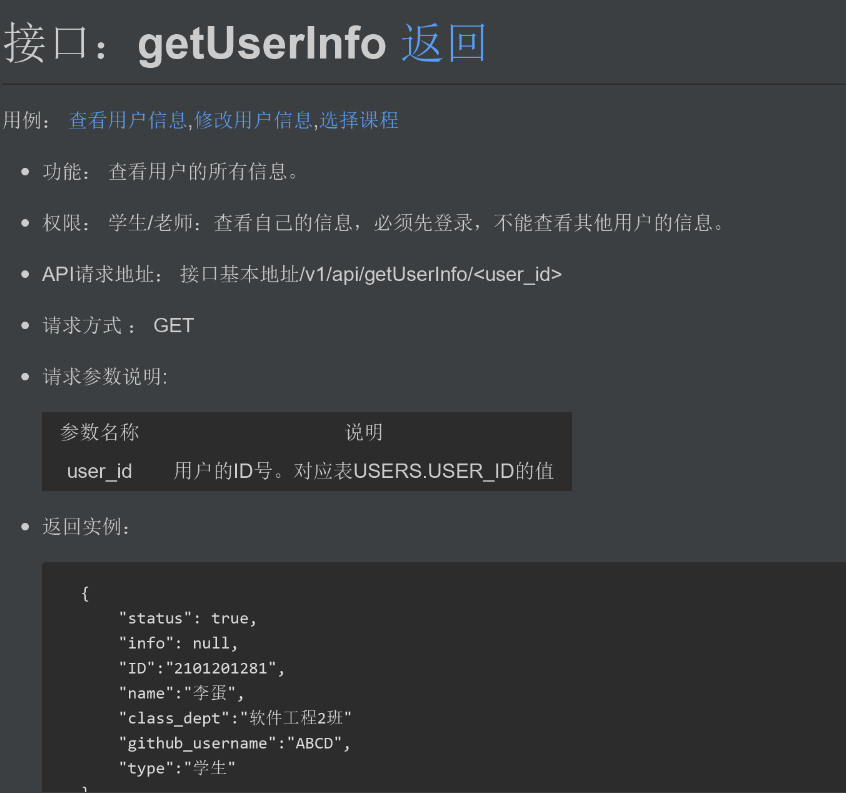 接口：getUserInfo 返回
用例： 查看用户信息,修改用户信息,选择课程
功能： 查看用户的所有信息。
权限： 学生/老师：查看自己的信息，必须先登录，不能查看其他用户的信息。
API请求地址： 接口基本地址/v1/api/getUserInfo/<user_id>
请求方式 ： GET
请求参数说明:
参数名称 说明
user_id 用户的ID号。对应表USERS.USER_ID的值
返回实例：
{
"status": true,
"info": null,
"ID":"2101201281",
"name":"李蛋",
"class_dept":"软件工程2班"
"github_username":"ABCD",
"type":"学生"
}